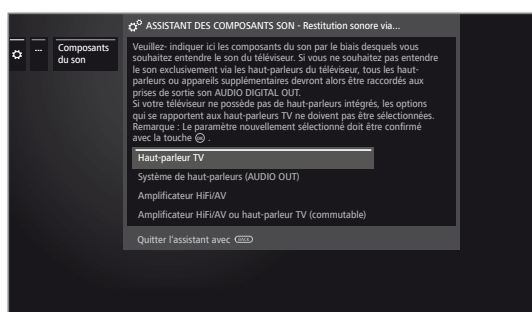 ASSISTANT DES COMPOSANTS SON - Restitution sonore via...
...
Composants
du son
Veuillez- indiquer ici les composants du son par le biais desquels vous
souhaitez entendre le son du téléviseur. Si vous ne souhaitez pas entendre
le son exclusivement via les haut-parleurs du téléviseur, tous les haut-
parleurs ou appareils supplémentaires devront alors être raccordés aux
prises de sortie son AUDIO DIGITAL OUT.
Si votre téléviseur ne possède pas de haut-parleurs intégrés, les options
qui se rapportent aux haut-parleurs TV ne doivent pas être sélectionnées.
Remarque : Le paramètre nouvellement sélectionné doit être confirmé
avec la touche OK .
Haut-parleur TV
Système de haut-parleurs (AUDIO OUT)
Amplificateur HiFi/AV
Amplificateur HiFi/AV ou haut-parleur TV (commutable)
Quitter l'assistant avec BACK